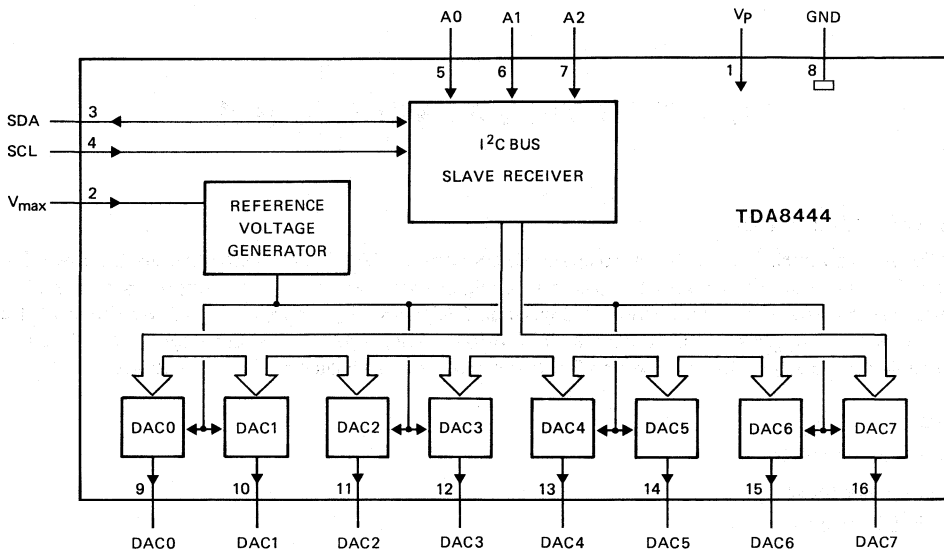 A0 A1 A2 VP GND
5 6 7 1 8
SDA 3
SCL 4
I2C BUS
SLAVE RECEIVER
Vmax 2
REFERENCE
VOLTAGE
GENERATOR
TDA8444
DAC0 DAC1 DAC2 DAC3 DAC4 DAC5 DAC6 DAC7
9 10 11 12 13 14 15 16
DAC0 DAC1 DAC2 DAC3 DAC4 DAC5 DAC6 DAC7